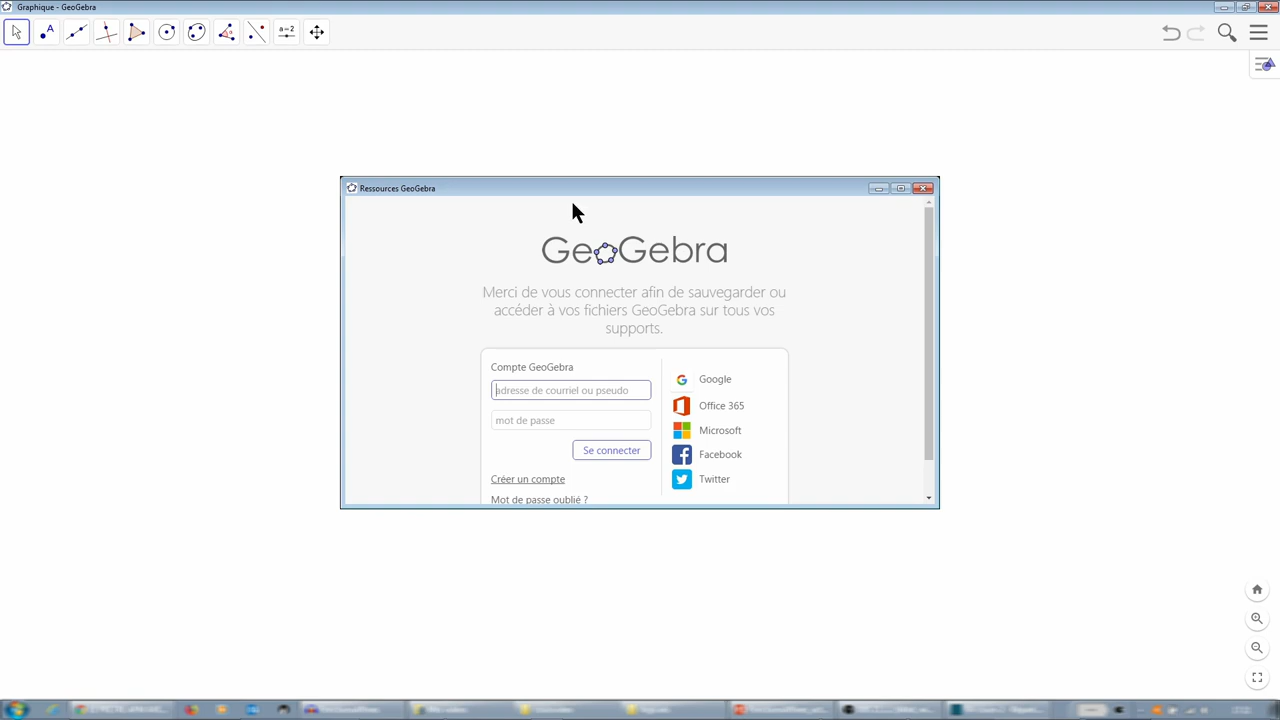 Graphique - GeoGebra
A
a=2
Ressources GeoGebra
GeoGebra
Merci de vous connecter afin de sauvegarder ou
accéder à vos fichiers GeoGebra sur tous vos
supports.
Compte GeoGebra
adresse de courriel ou pseudo
mot de passe
Se connecter
Créer un compte
Mot de passe oublié ?
Google
Office 365
Microsoft
Facebook
Twitter